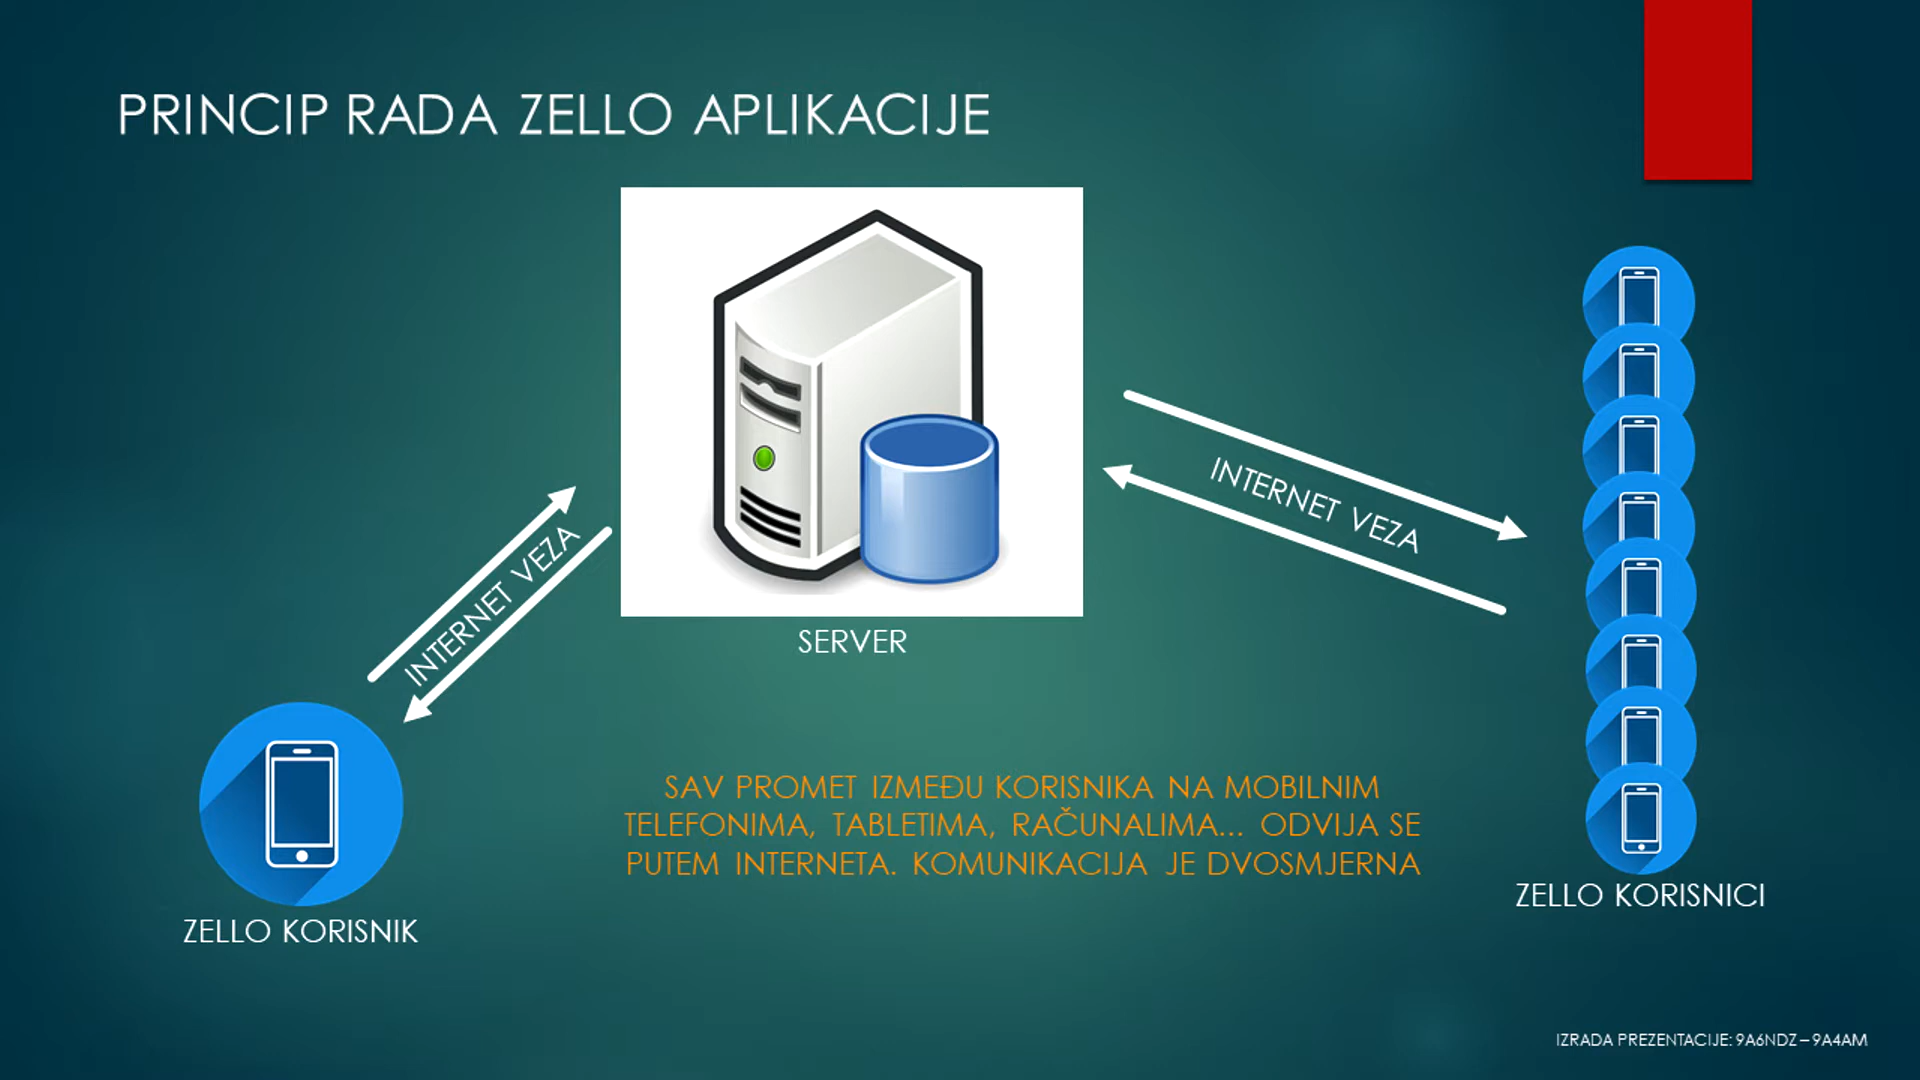 PRINCIP RADA ZELLO APLIKACIJE
INTERNET VEZA
INTERNET VEZA
SERVER
SAV PROMET IZMEĐU KORISNIKA NA MOBILNIM
TELEFONIMA, TABLETIMA, RAČUNALIMA... ODVIJA SE
PUTEM INTERNETA. KOMUNIKACIJA JE DVOSMJERNA
ZELLO KORISNICI
ZELLO KORISNIK
IZRADA PREZENTACIJE: 9A6NDZ – 9A4AM